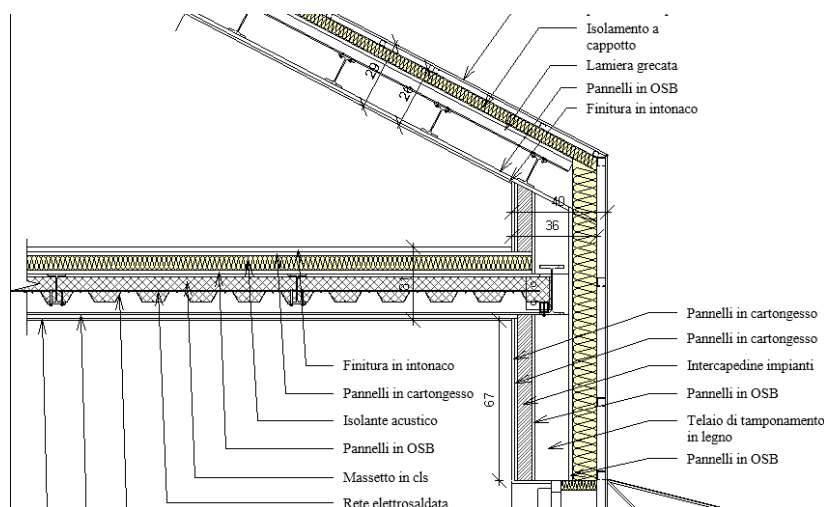 Isolamento a
cappotto
Lamiera grecata
Pannelli in OSB
Finitura in intonaco
29
26
40
36
31
67
Pannelli in cartongesso
Pannelli in cartongesso
Intercapedine impianti
Pannelli in OSB
Telaio di tamponamento
in legno
Pannelli in OSB
Finitura in intonaco
Pannelli in cartongesso
Isolante acustico
Pannelli in OSB
Massetto in cls
Rete elettrosaldata